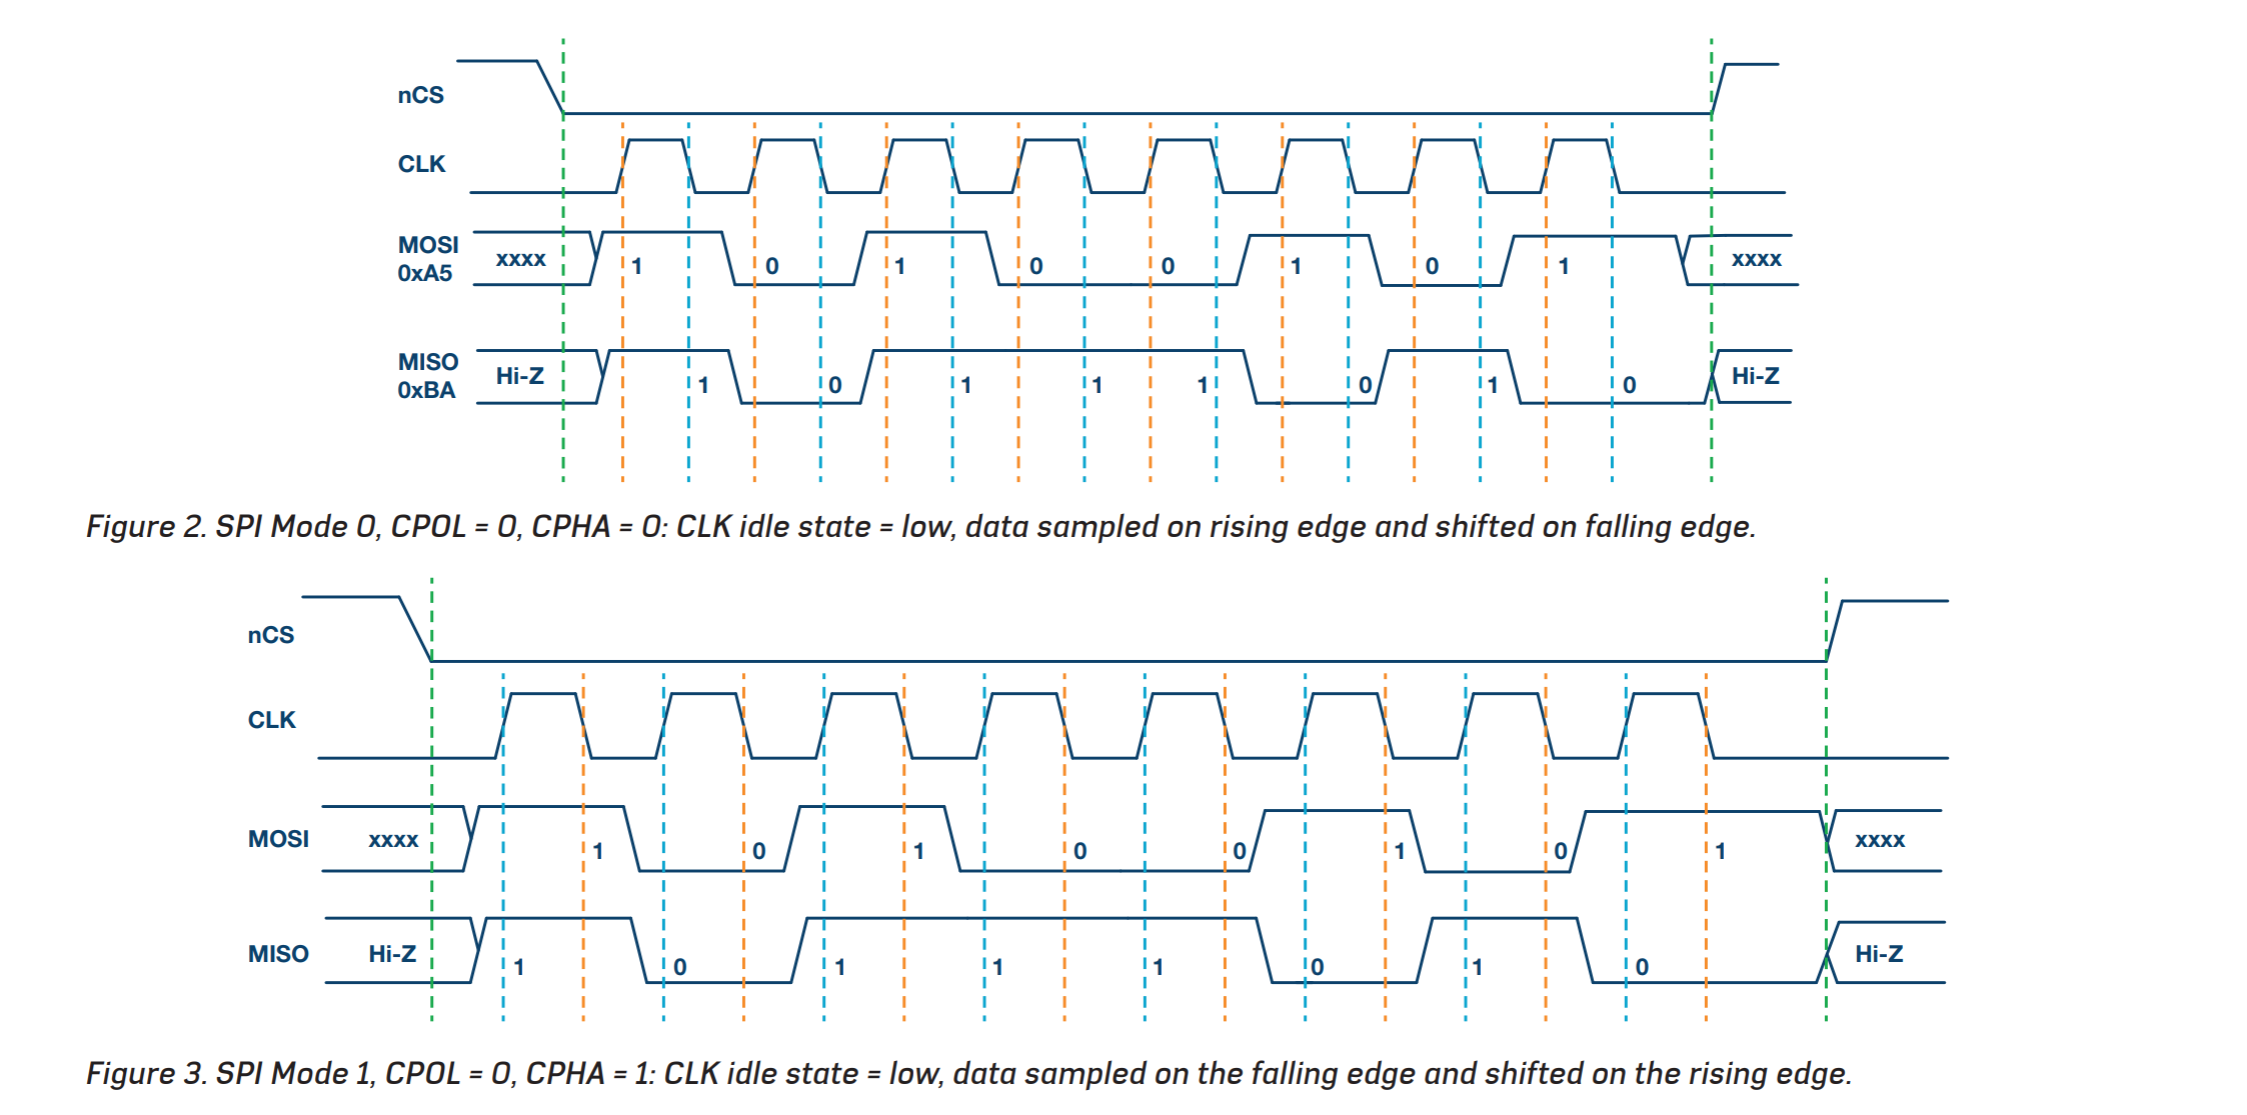 nCS
CLK
MOSI
0xA5
xxxx 1 0 1 0 0 1 0 1 xxxx
MISO
0xBA
Hi-Z 1 0 1 1 1 0 1 0 Hi-Z
Figure 2. SPI Mode 0, CPOL = 0, CPHA = 0: CLK idle state = low, data sampled on rising edge and shifted on falling edge.
nCS
CLK
MOSI xxxx 1 0 1 0 0 1 0 1 xxxx
MISO Hi-Z 1 0 1 1 1 0 1 0 Hi-Z
Figure 3. SPI Mode 1, CPOL = 0, CPHA = 1: CLK idle state = low, data sampled on the falling edge and shifted on the rising edge.